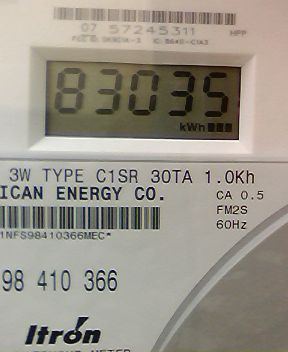 07 57245311 HPP
83035
kWh
3W TYPE C1SR 30TA 1.0Kh
ICAN ENERGY CO. CA 0.5
FM2S
60Hz
1NFS98410366MEC*
98 410 366
Itron